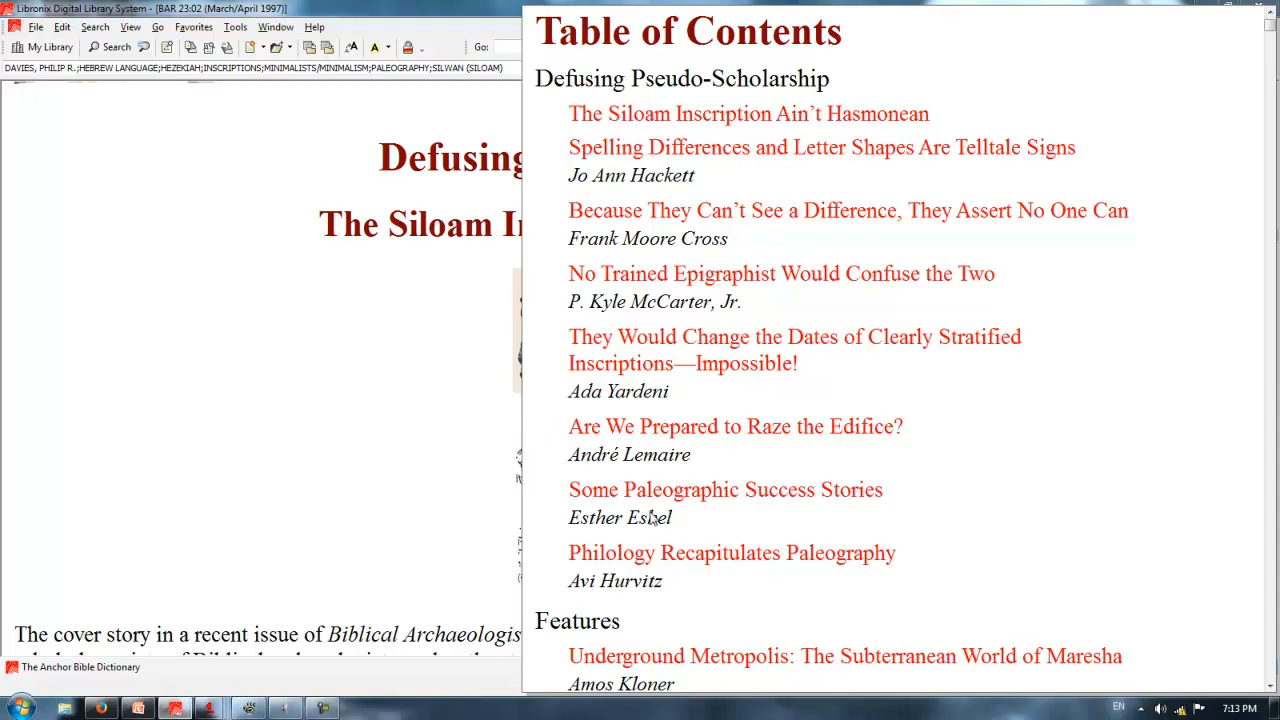 Libronix Digital Library System - [BAR 23:02 (March/April 1997)]
File Edit Search View Go Favorites Tools Window Help
My Library Search Go:
DAVIES, PHILIP R.;HEBREW LANGUAGE;HEZEKIAH;INSCRIPTIONS;MINIMALISTS/MINIMALISM;PALEOGRAPHY;SILWAN (SILOAM)
Defusing
The Siloam In
The cover story in a recent issue of Biblical Archaeologis
The Anchor Bible Dictionary
Table of Contents
Defusing Pseudo-Scholarship
The Siloam Inscription Ain’t Hasmonean
Spelling Differences and Letter Shapes Are Telltale Signs
Jo Ann Hackett
Because They Can’t See a Difference, They Assert No One Can
Frank Moore Cross
No Trained Epigraphist Would Confuse the Two
P. Kyle McCarter, Jr.
They Would Change the Dates of Clearly Stratified
Inscriptions—Impossible!
Ada Yardeni
Are We Prepared to Raze the Edifice?
André Lemaire
Some Paleographic Success Stories
Esther Eshel
Philology Recapitulates Paleography
Avi Hurvitz
Features
Underground Metropolis: The Subterranean World of Maresha
Amos Kloner
EN 7:13 PM